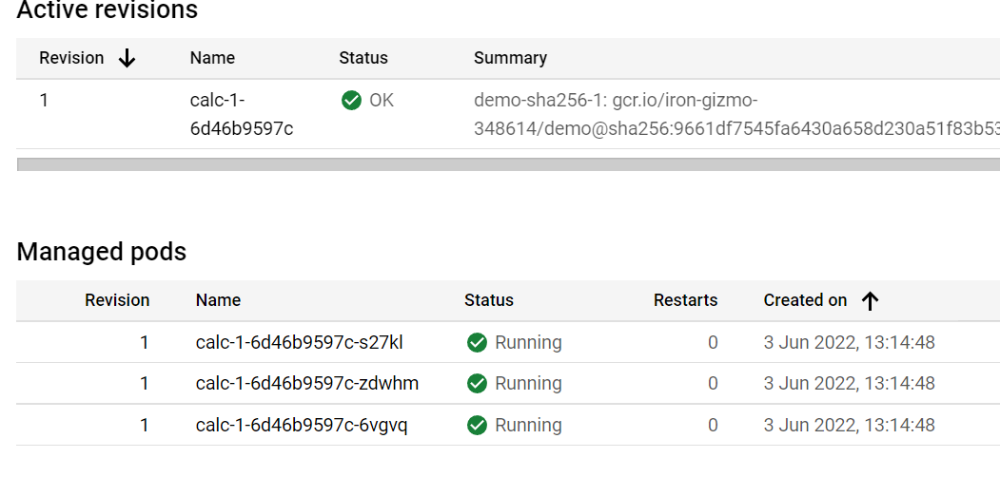 Active revisions
Revision Name Status Summary
1 calc-1- OK demo-sha256-1: gcr.io/iron-gizmo-
6d46b9597c 348614/demo@sha256:9661df7545fa6430a658d230a51f83b53
Managed pods
Revision Name Status Restarts Created on
1 calc-1-6d46b9597c-s27kl Running 0 3 Jun 2022, 13:14:48
1 calc-1-6d46b9597c-zdwhm Running 0 3 Jun 2022, 13:14:48
1 calc-1-6d46b9597c-6vgvq Running 0 3 Jun 2022, 13:14:48